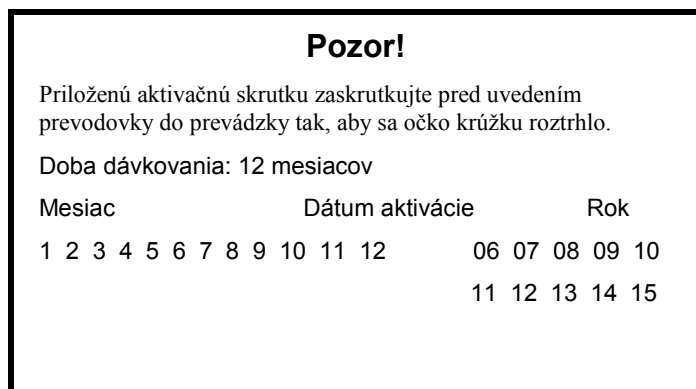 Pozor!
Priloženú aktivačnú skrutku zaskrutkujte pred uvedením
prevodovky do prevádzky tak, aby sa očko krúžku roztrhlo.
Doba dávkovania: 12 mesiacov
Mesiac Dátum aktivácie Rok
1 2 3 4 5 6 7 8 9 10 11 12 06 07 08 09 10
11 12 13 14 15